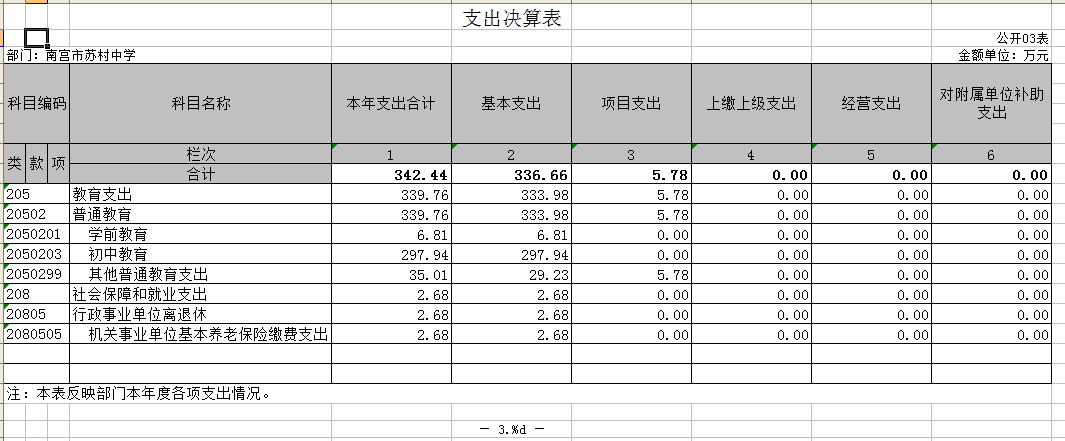 支出决算表
公开03表
部门：南宫市苏村中学 金额单位：万元
科目编码 科目名称 本年支出合计 基本支出 项目支出 上缴上级支出 经营支出 对附属单位补助支出
类 款 项 栏次 1 2 3 4 5 6
合计 342.44 336.66 5.78 0.00 0.00 0.00
205 教育支出 339.76 333.98 5.78 0.00 0.00 0.00
20502 普通教育 339.76 333.98 5.78 0.00 0.00 0.00
2050201 学前教育 6.81 6.81 0.00 0.00 0.00 0.00
2050203 初中教育 297.94 297.94 0.00 0.00 0.00 0.00
2050299 其他普通教育支出 35.01 29.23 5.78 0.00 0.00 0.00
208 社会保障和就业支出 2.68 2.68 0.00 0.00 0.00 0.00
20805 行政事业单位离退休 2.68 2.68 0.00 0.00 0.00 0.00
2080505 机关事业单位基本养老保险缴费支出 2.68 2.68 0.00 0.00 0.00 0.00
注：本表反映部门本年度各项支出情况。
— 3.%d —